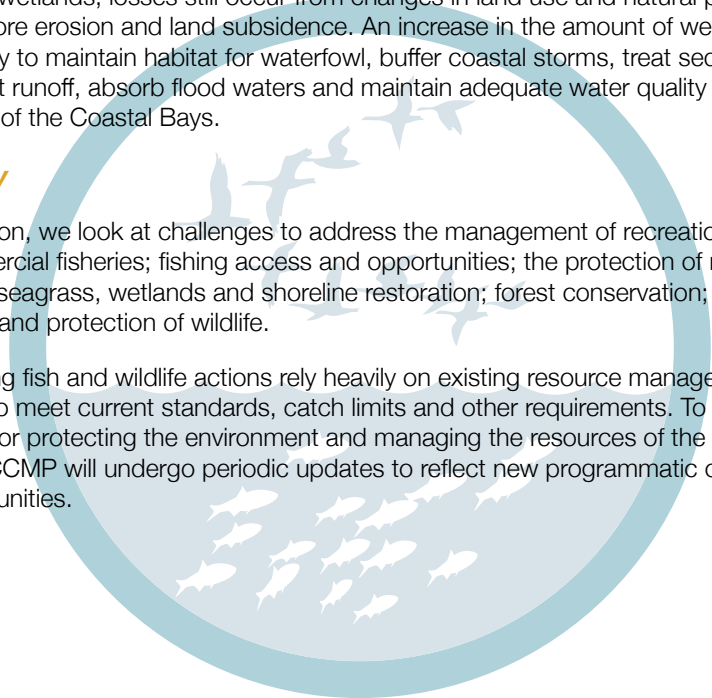 wetlands, losses still occur from changes in land use and natural
ore erosion and land subsidence. An increase in the amount of we
y to maintain habitat for waterfowl, buffer coastal storms, treat
t runoff, absorb flood waters and maintain adequate water quality
of the Coastal Bays.
y
on, we look at challenges to address the management of
ercial fisheries; fishing access and opportunities; the protection of
seagrass, wetlands and shoreline restoration; forest conservation;
and protection of wildlife.
ng fish and wildlife actions rely heavily on existing resource
o meet current standards, catch limits and other requirements. To
or protecting the environment and managing the resources of the
CCMP will undergo periodic updates to reflect new programmatic
unities.